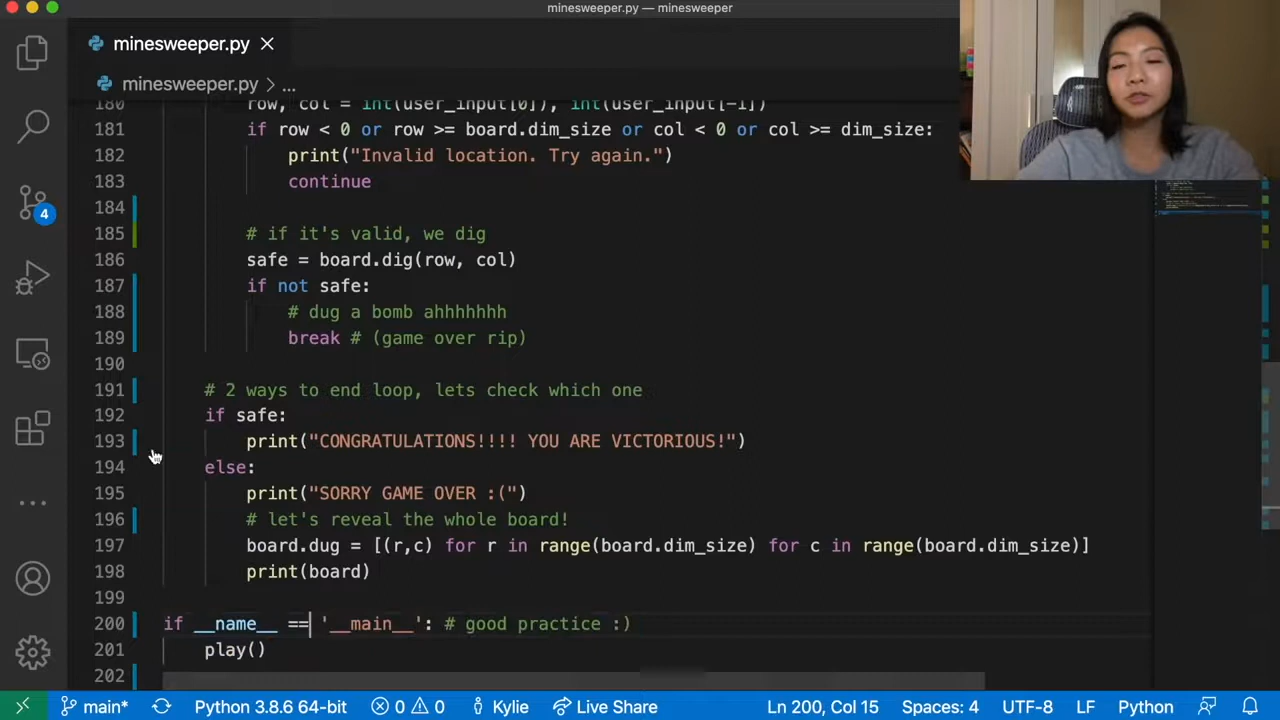 minesweeper.py — minesweeper
minesweeper.py
minesweeper.py > ...
180 row, col = int(user_input[0]), int(user_input[-1])
181 if row < 0 or row >= board.dim_size or col < 0 or col >= dim_size:
182 print("Invalid location. Try again.")
183 continue
184
185 # if it's valid, we dig
186 safe = board.dig(row, col)
187 if not safe:
188 # dug a bomb ahhhhhhh
189 break # (game over rip)
190
191 # 2 ways to end loop, lets check which one
192 if safe:
193 print("CONGRATULATIONS!!!! YOU ARE VICTORIOUS!")
194 else:
195 print("SORRY GAME OVER :(")
196 # let's reveal the whole board!
197 board.dug = [(r,c) for r in range(board.dim_size) for c in range(board.dim_size)]
198 print(board)
199
200 if __name__ == '__main__': # good practice :)
201 play()
202
4
main* Python 3.8.6 64-bit 0 0 Kylie Live Share Ln 200, Col 15 Spaces: 4 UTF-8 LF Python